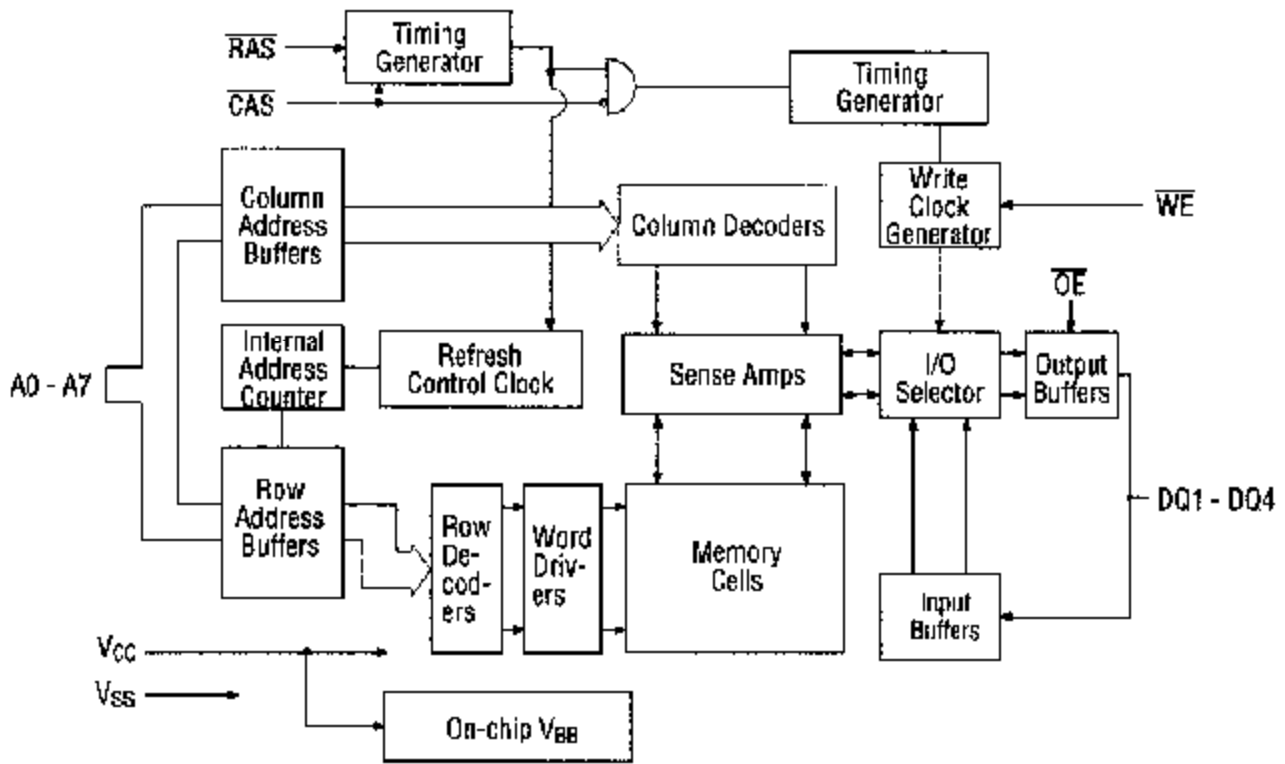 RAS
Timing
Generator
CAS
Timing
Generator
Column
Address
Buffers
Column Decoders
Write
Clock
Generator
WE
OE
Internal
Address
Counter
Refresh
Control Clock
Sense Amps
I/O
Selector
Output
Buffers
A0 - A7
Row
Address
Buffers
Row
De-
cod-
ers
Word
Driv-
ers
Memory
Cells
DQ1 - DQ4
Input
Buffers
VCC
VSS
On-chip VBB